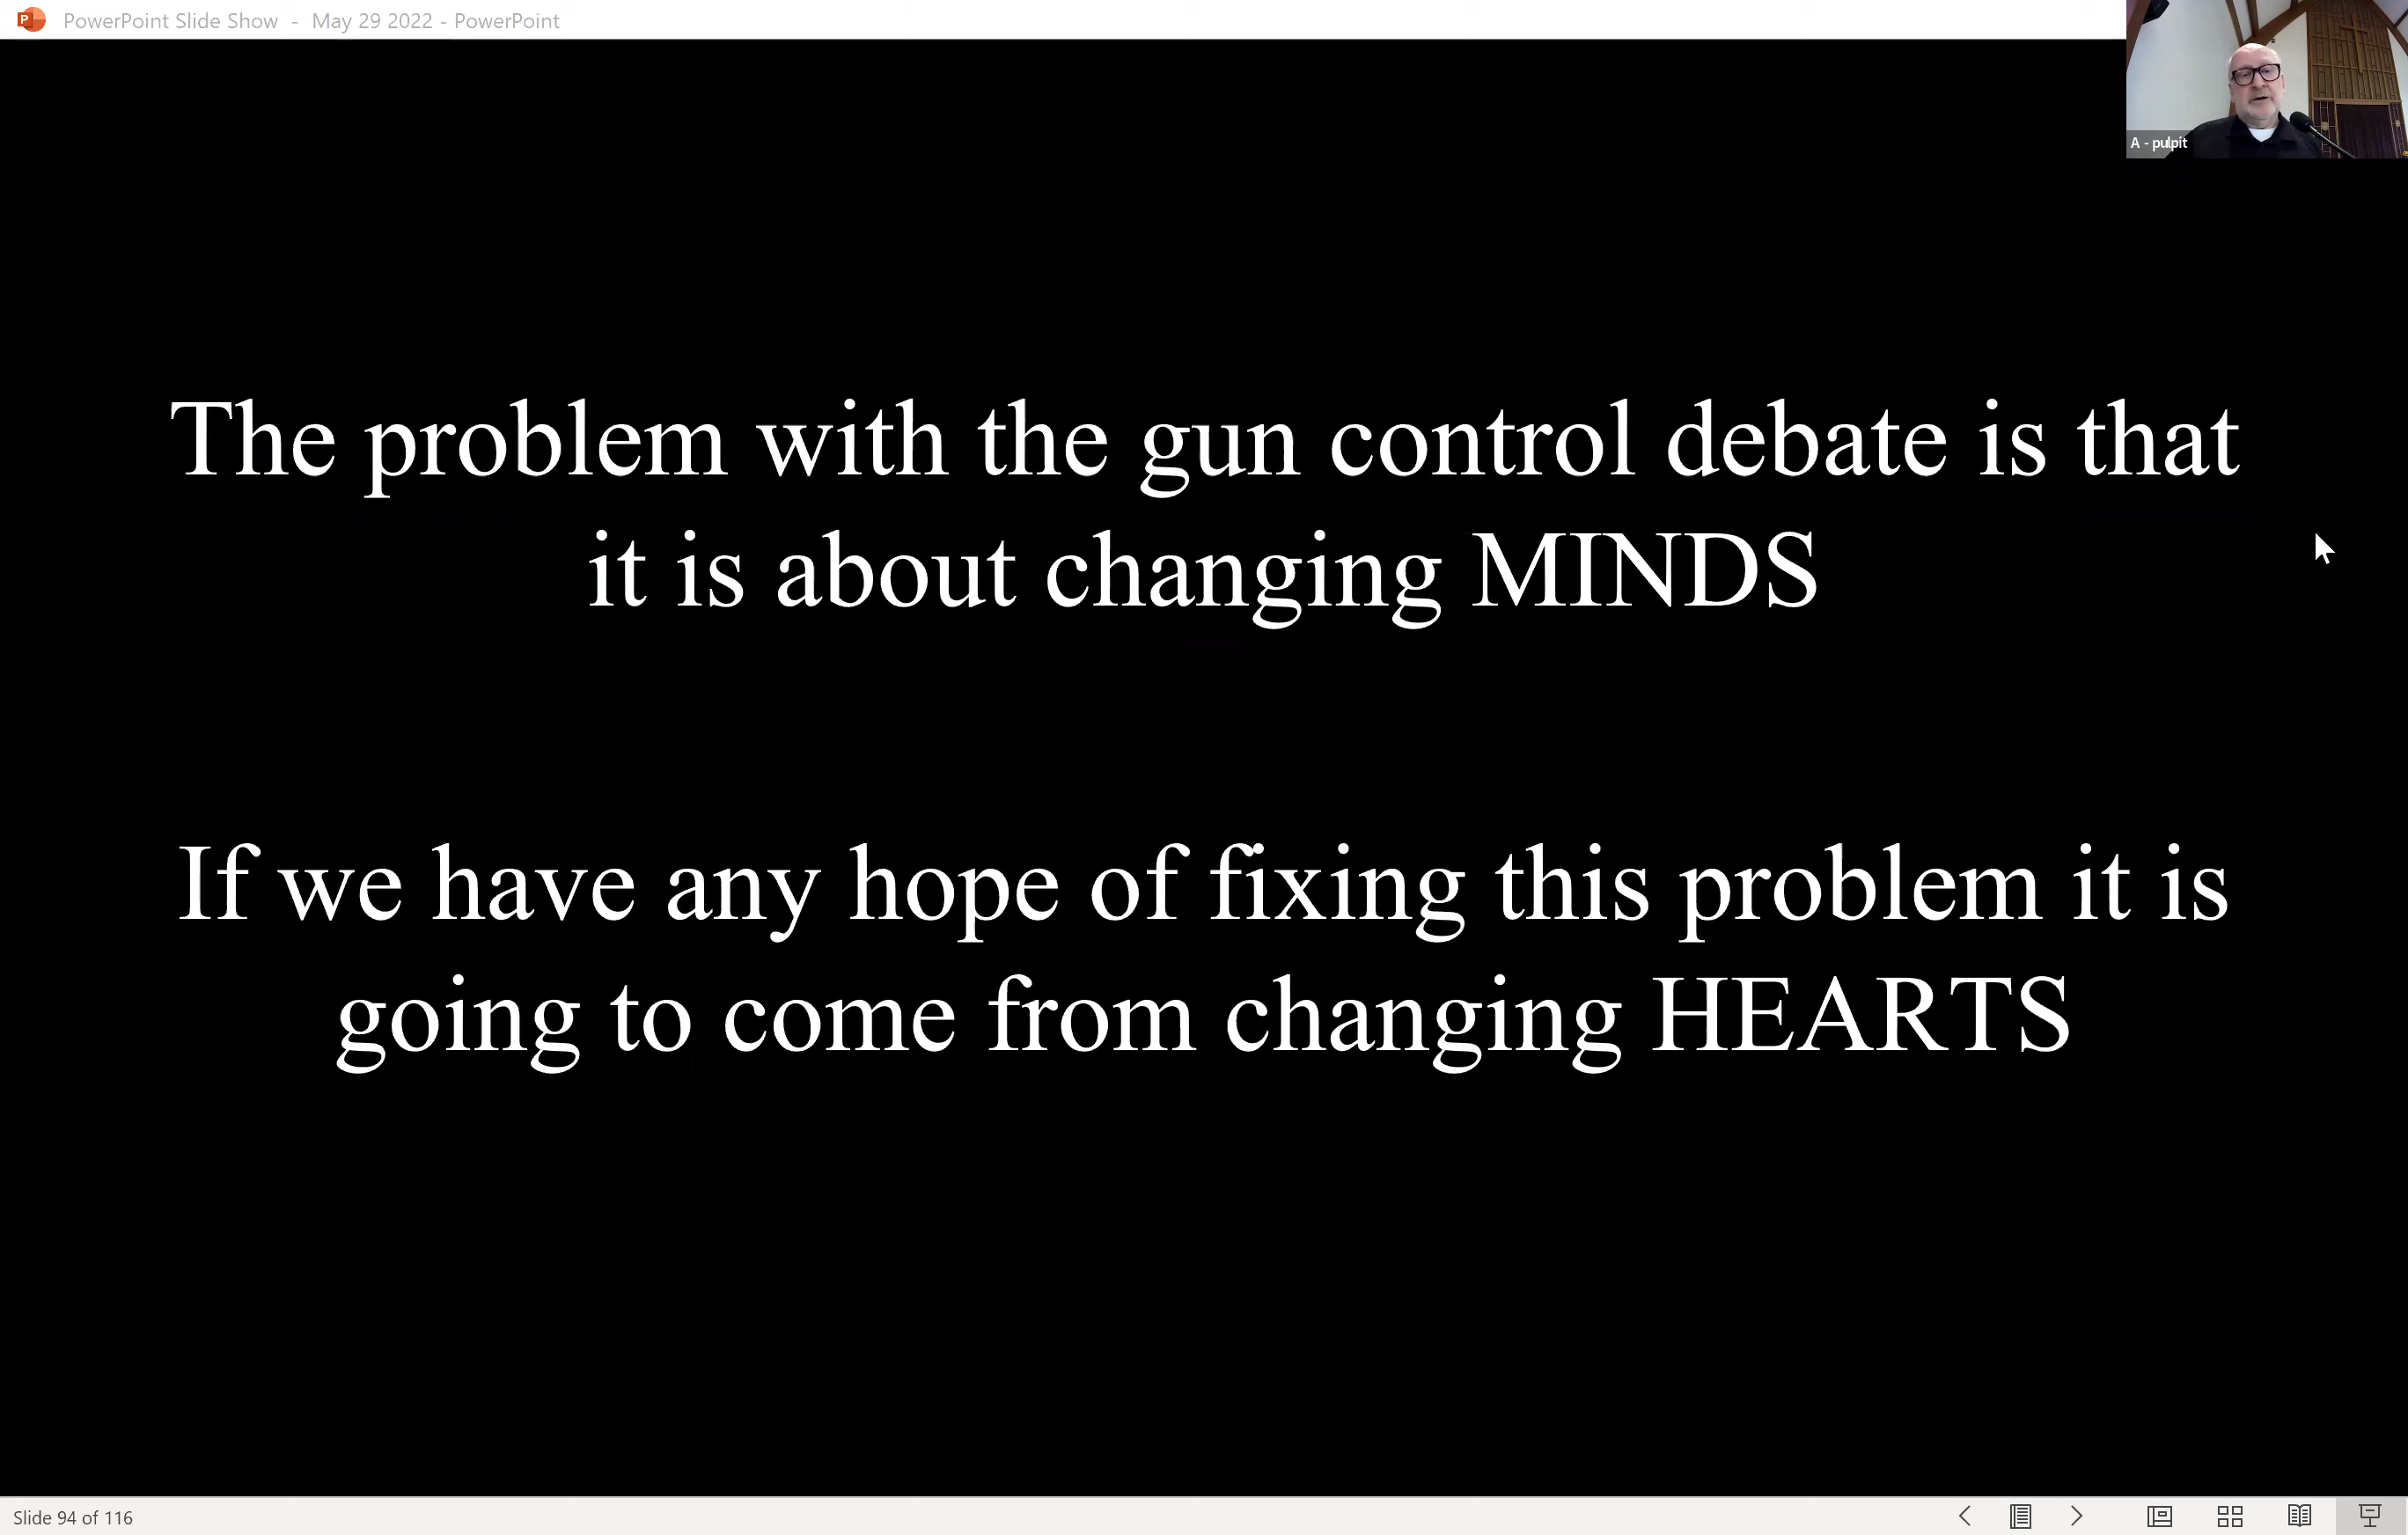 P PowerPoint Slide Show - May 29 2022 - PowerPoint
A - pulpit
The problem with the gun control debate is that
it is about changing MINDS
If we have any hope of fixing this problem it is
going to come from changing HEARTS
Slide 94 of 116